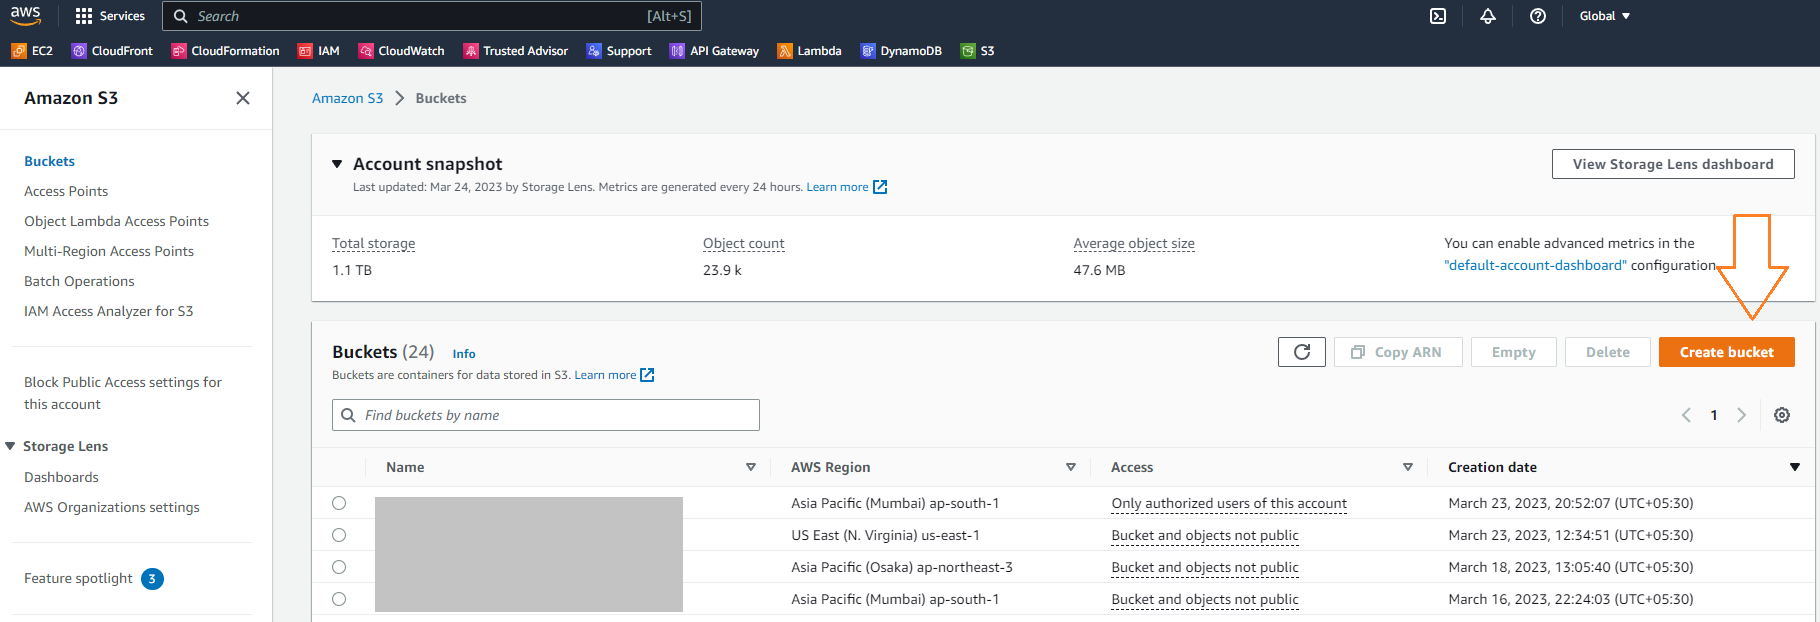 aws
Services
Search
[Alt+S]
Global
EC2
CloudFront
CloudFormation
IAM
CloudWatch
Trusted Advisor
Support
API Gateway
Lambda
DynamoDB
S3
Amazon S3
Buckets
Access Points
Object Lambda Access Points
Multi-Region Access Points
Batch Operations
IAM Access Analyzer for S3
Block Public Access settings for
this account
Storage Lens
Dashboards
AWS Organizations settings
Feature spotlight 3
Amazon S3 > Buckets
Account snapshot
Last updated: Mar 24, 2023 by Storage Lens. Metrics are generated every 24 hours. Learn more
View Storage Lens dashboard
Total storage
1.1 TB
Object count
23.9 k
Average object size
47.6 MB
You can enable advanced metrics in the
"default-account-dashboard" configuration
Buckets (24) Info
Buckets are containers for data stored in S3. Learn more
Copy ARN
Empty
Delete
Create bucket
Find buckets by name
1
Name AWS Region Access Creation date
Asia Pacific (Mumbai) ap-south-1 Only authorized users of this account March 23, 2023, 20:52:07 (UTC+05:30)
US East (N. Virginia) us-east-1 Bucket and objects not public March 23, 2023, 12:34:51 (UTC+05:30)
Asia Pacific (Osaka) ap-northeast-3 Bucket and objects not public March 18, 2023, 13:05:40 (UTC+05:30)
Asia Pacific (Mumbai) ap-south-1 Bucket and objects not public March 16, 2023, 22:24:03 (UTC+05:30)